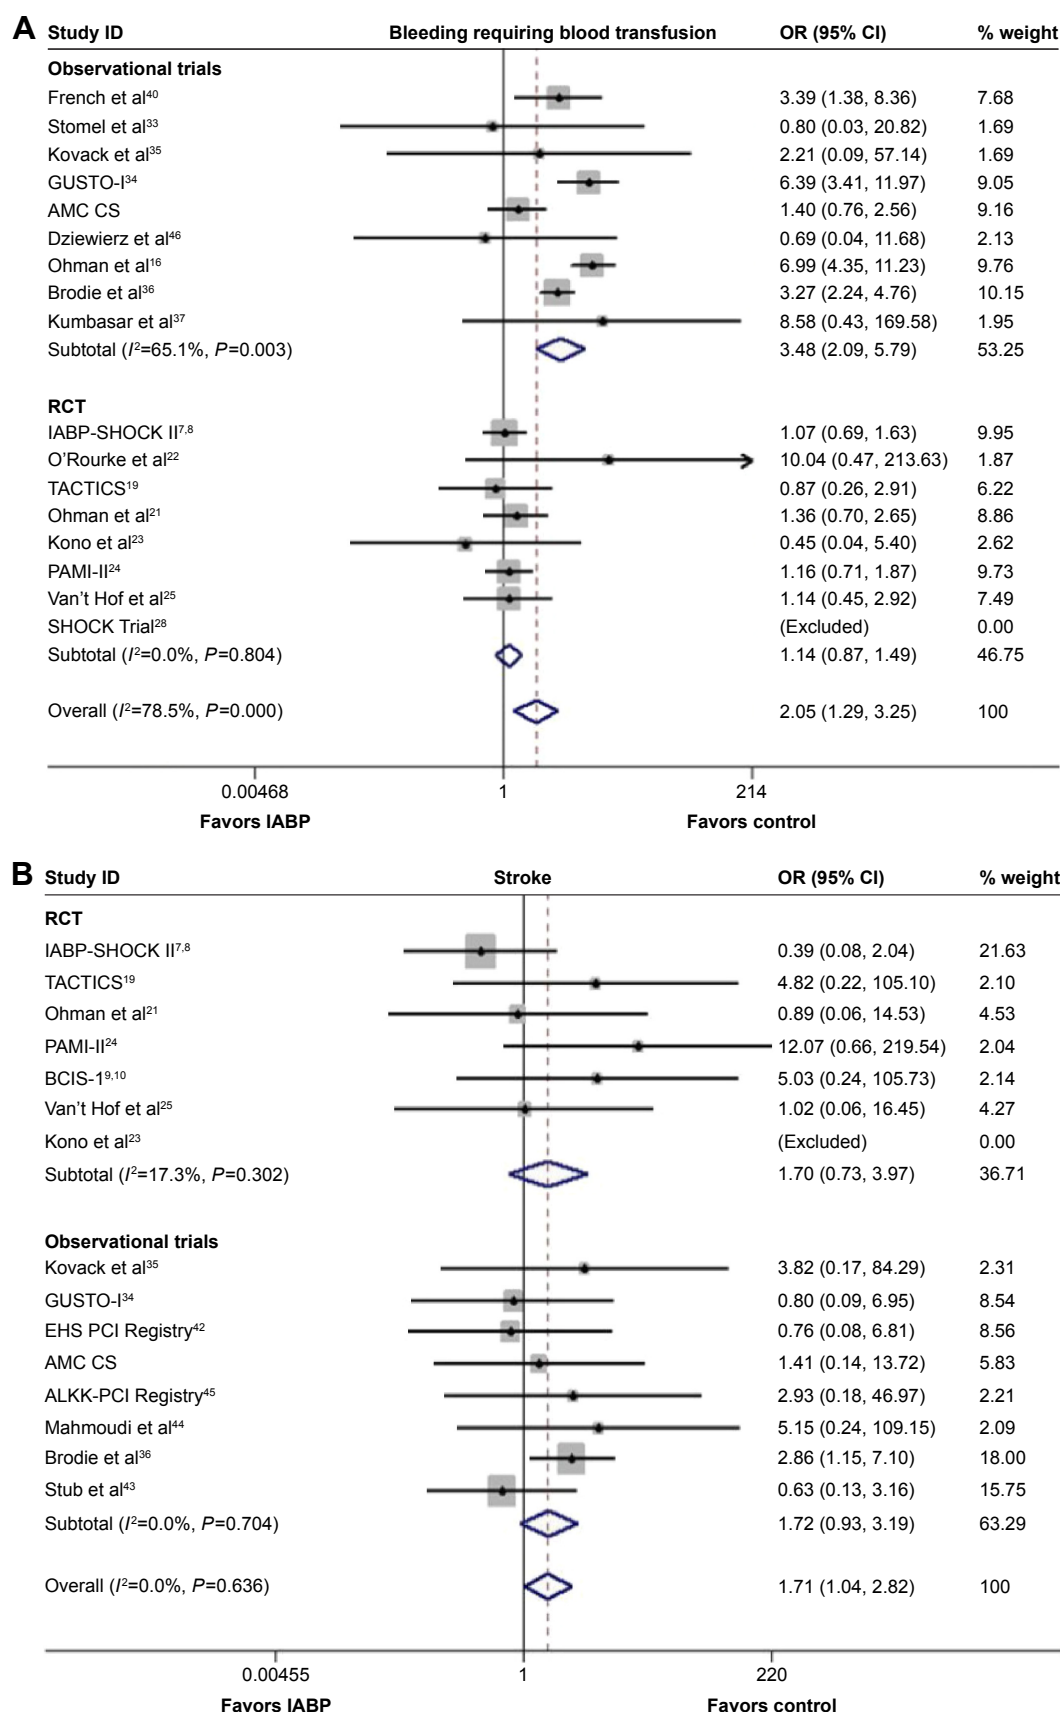 A Study ID Bleeding requiring blood transfusion OR (95% CI) % weight
Observational trials
French et al40 3.39 (1.38, 8.36) 7.68
Stomel et al33 0.80 (0.03, 20.82) 1.69
Kovack et al35 2.21 (0.09, 57.14) 1.69
GUSTO-I34 6.39 (3.41, 11.97) 9.05
AMC CS 1.40 (0.76, 2.56) 9.16
Dziewierz et al46 0.69 (0.04, 11.68) 2.13
Ohman et al16 6.99 (4.35, 11.23) 9.76
Brodie et al36 3.27 (2.24, 4.76) 10.15
Kumbasar et al37 8.58 (0.43, 169.58) 1.95
Subtotal (I2=65.1%, P=0.003) 3.48 (2.09, 5.79) 53.25
RCT
IABP-SHOCK II7,8 1.07 (0.69, 1.63) 9.95
O'Rourke et al22 10.04 (0.47, 213.63) 1.87
TACTICS19 0.87 (0.26, 2.91) 6.22
Ohman et al21 1.36 (0.70, 2.65) 8.86
Kono et al23 0.45 (0.04, 5.40) 2.62
PAMI-II24 1.16 (0.71, 1.87) 9.73
Van't Hof et al25 1.14 (0.45, 2.92) 7.49
SHOCK Trial28 (Excluded) 0.00
Subtotal (I2=0.0%, P=0.804) 1.14 (0.87, 1.49) 46.75
Overall (I2=78.5%, P=0.000) 2.05 (1.29, 3.25) 100
0.00468 1 214
Favors IABP Favors control
B Study ID Stroke OR (95% CI) % weight
RCT
IABP-SHOCK II7,8 0.39 (0.08, 2.04) 21.63
TACTICS19 4.82 (0.22, 105.10) 2.10
Ohman et al21 0.89 (0.06, 14.53) 4.53
PAMI-II24 12.07 (0.66, 219.54) 2.04
BCIS-19,10 5.03 (0.24, 105.73) 2.14
Van't Hof et al25 1.02 (0.06, 16.45) 4.27
Kono et al23 (Excluded) 0.00
Subtotal (I2=17.3%, P=0.302) 1.70 (0.73, 3.97) 36.71
Observational trials
Kovack et al35 3.82 (0.17, 84.29) 2.31
GUSTO-I34 0.80 (0.09, 6.95) 8.54
EHS PCI Registry42 0.76 (0.08, 6.81) 8.56
AMC CS 1.41 (0.14, 13.72) 5.83
ALKK-PCI Registry45 2.93 (0.18, 46.97) 2.21
Mahmoudi et al44 5.15 (0.24, 109.15) 2.09
Brodie et al36 2.86 (1.15, 7.10) 18.00
Stub et al43 0.63 (0.13, 3.16) 15.75
Subtotal (I2=0.0%, P=0.704) 1.72 (0.93, 3.19) 63.29
Overall (I2=0.0%, P=0.636) 1.71 (1.04, 2.82) 100
0.00455 1 220
Favors IABP Favors control